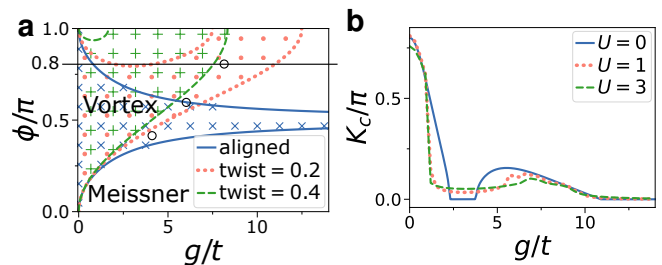 a
1.0
0.8
0.5
0.0
ϕ/π
Vortex
Meissner
aligned
twist = 0.2
twist = 0.4
0 5 10
g/t
b
0.5
0.0
K_c/π
U = 0
U = 1
U = 3
0 5 10
g/t